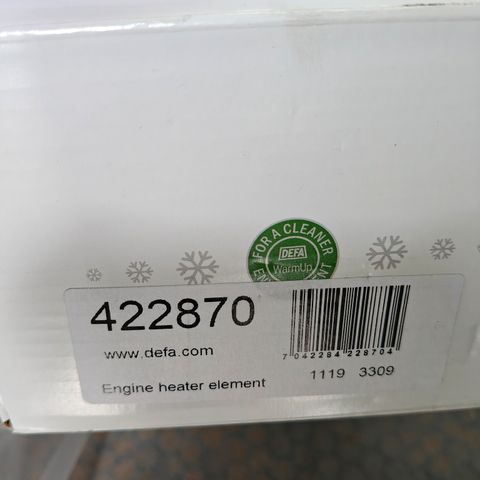 FOR A CLEANER
DEFA
WarmUp
422870
www.defa.com
Engine heater element
7 042284 228704
1119 3309